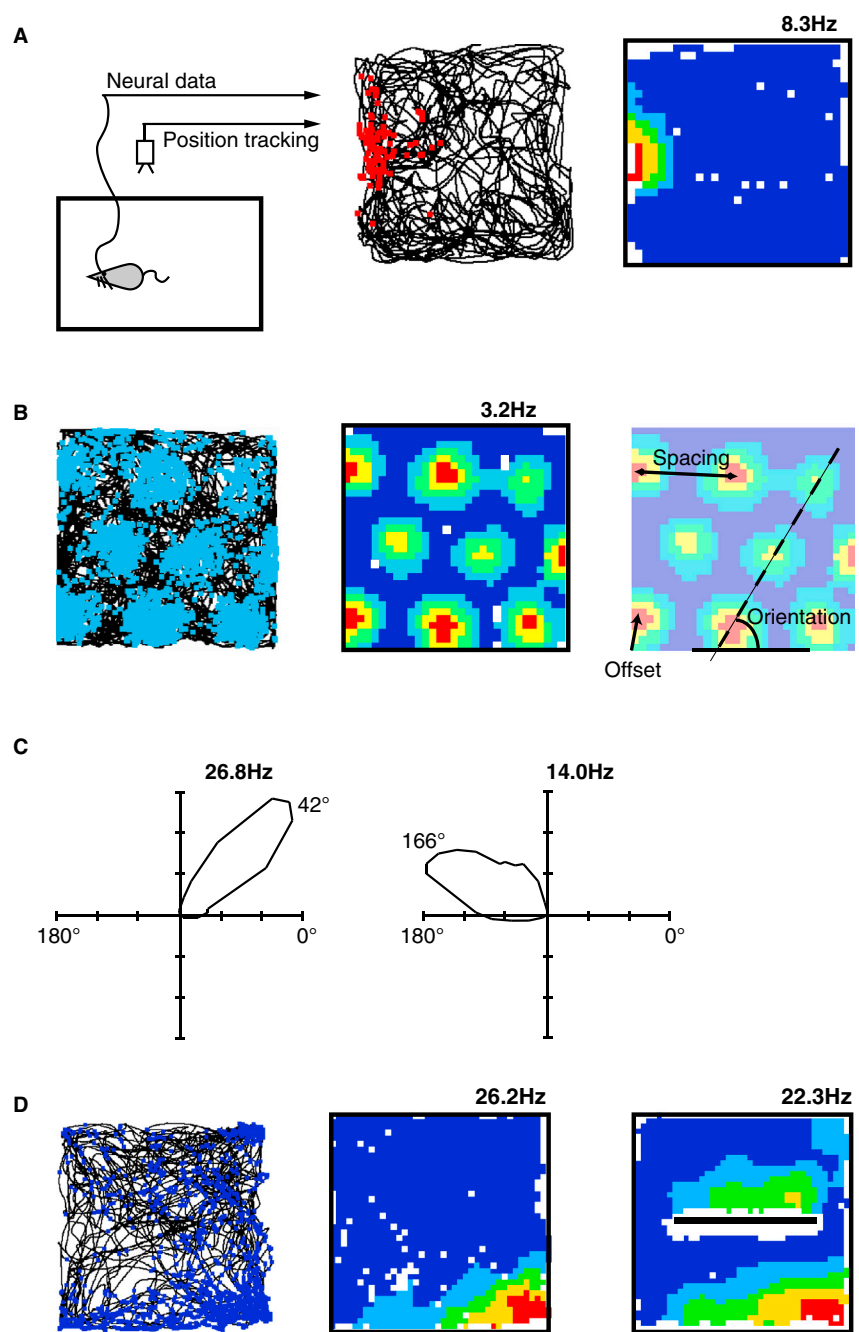 A
8.3Hz
Neural data
Position tracking
B
3.2Hz
Spacing
Orientation
Offset
C
26.8Hz
14.0Hz
42°
166°
180°
0°
180°
0°
D
26.2Hz
22.3Hz